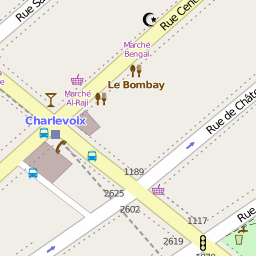 Rue Sa
Rue Cen
Marché
Bengal
Le Bombay
Marché
Al-Raji
Charlevoix
Rue de Chât
1189
2625
2602
1117
2619
Rue